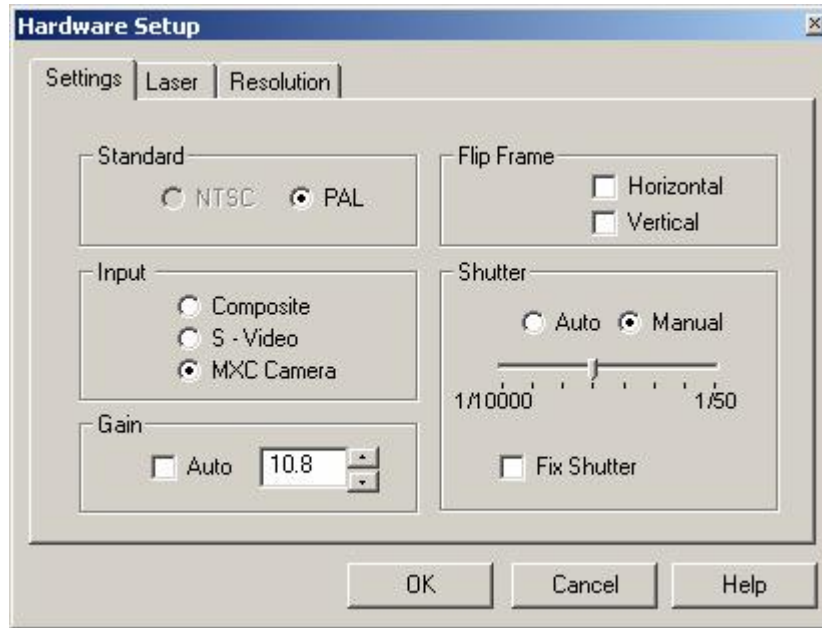 Hardware Setup
Settings Laser Resolution
Standard
NTSC PAL
Flip Frame
Horizontal
Vertical
Input
Composite
S - Video
MXC Camera
Shutter
Auto Manual
1/10000 1/50
Fix Shutter
Gain
Auto 10.8
OK Cancel Help